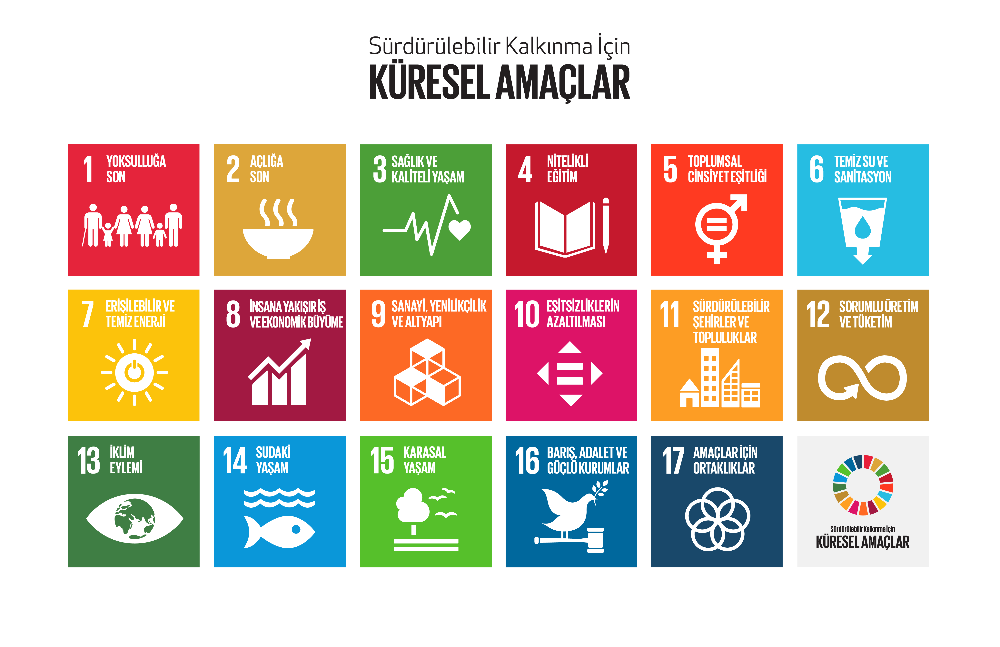 Sürdürülebilir Kalkınma İçin
KÜRESEL AMAÇLAR
1 YOKSULLUĞA
SON
2 AÇLIĞA
SON
3 SAĞLIK VE
KALİTELİ YAŞAM
4 NİTELİKLİ
EĞİTİM
5 TOPLUMSAL
CİNSİYET EŞİTLİĞİ
6 TEMİZ SU VE
SANİTASYON
7 ERİŞİLEBİLİR VE
TEMİZ ENERJİ
8 İNSANA YAKIŞIR İŞ
VE EKONOMİK BÜYÜME
9 SANAYİ, YENİLİKÇİLİK
VE ALTYAPI
10 EŞİTSİZLİKLERİN
AZALTILMASI
11 SÜRDÜRÜLEBİLİR
ŞEHİRLER VE
TOPLULUKLAR
12 SORUMLU ÜRETİM
VE TÜKETİM
13 İKLİM
EYLEMİ
14 SUDAKİ
YAŞAM
15 KARASAL
YAŞAM
16 BARIŞ, ADALET VE
GÜÇLÜ KURUMLAR
17 AMAÇLAR İÇİN
ORTAKLIKLAR
Sürdürülebilir Kalkınma İçin
KÜRESEL AMAÇLAR